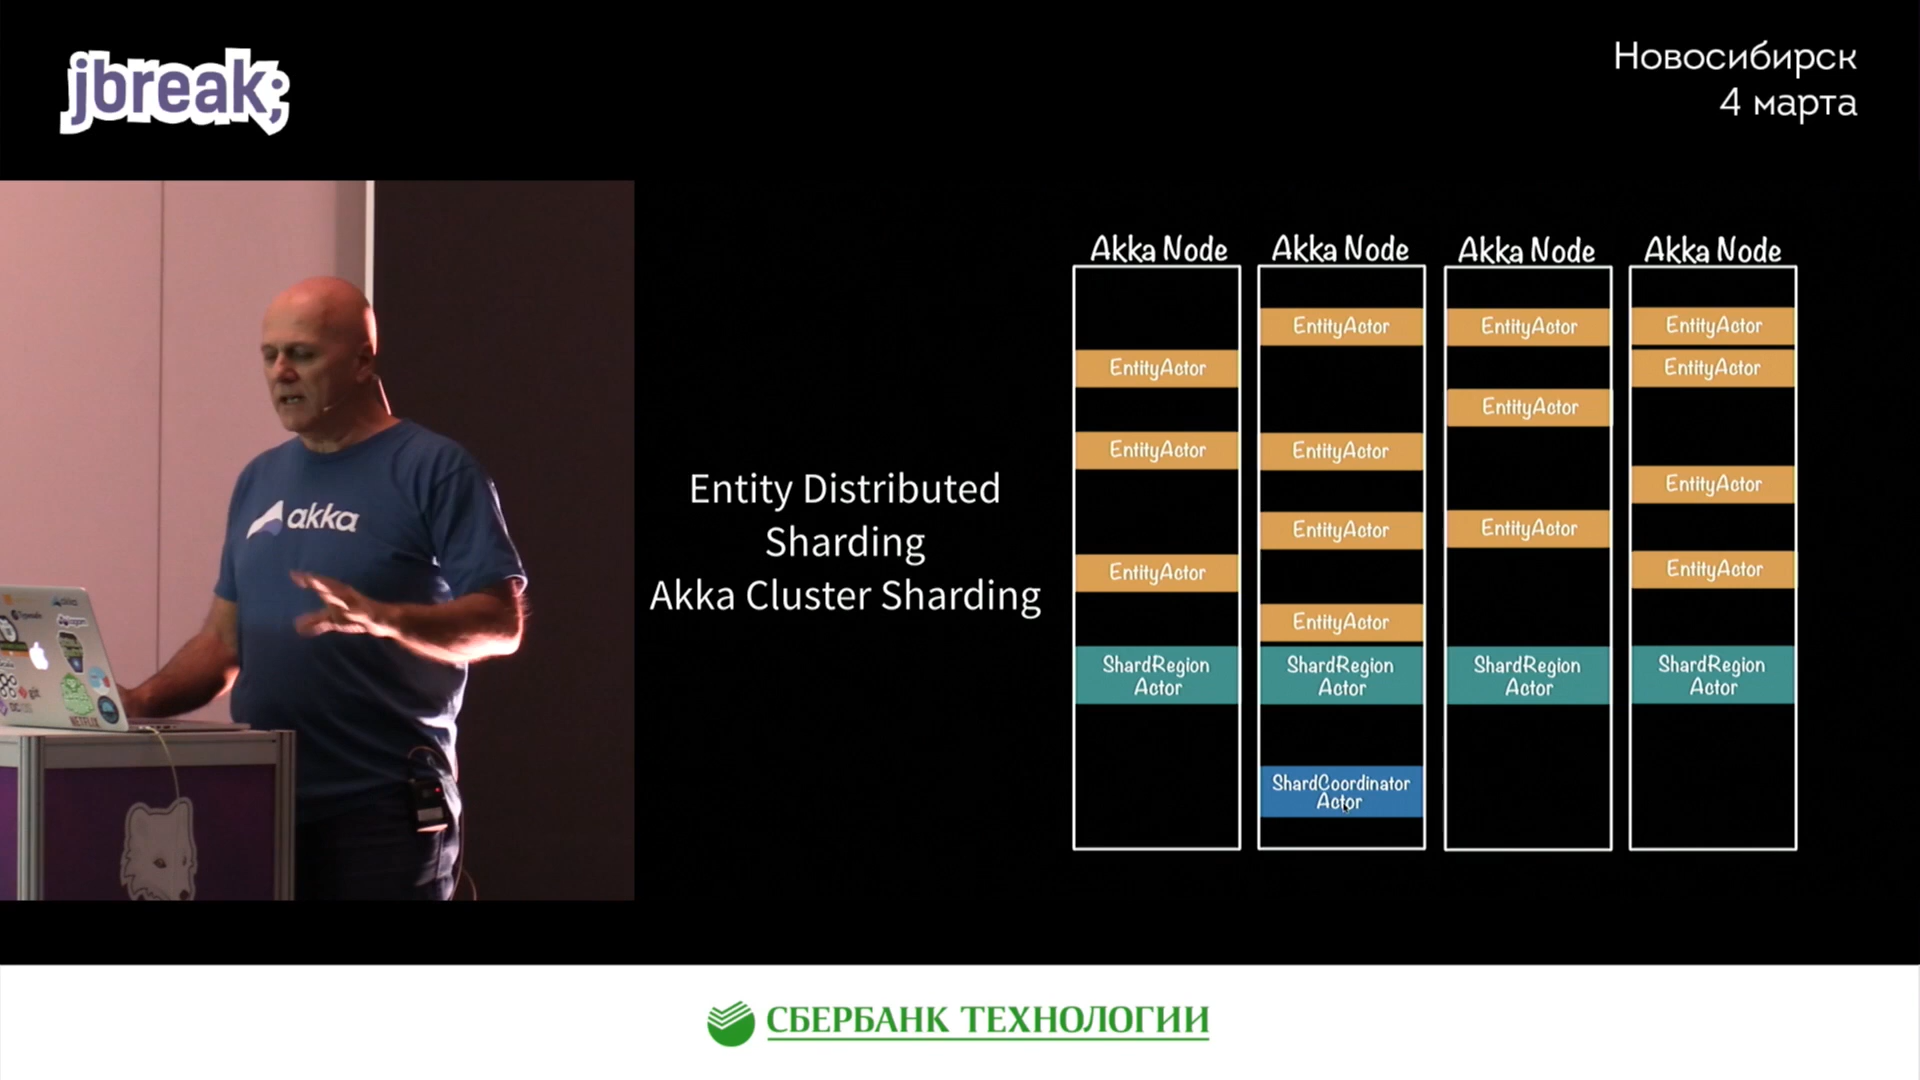 jbreak;
Новосибирск
4 марта
akka
NETFLIX
git
Entity Distributed
Sharding
Akka Cluster Sharding
Akka Node
EntityActor
EntityActor
EntityActor
ShardRegion
Actor
Akka Node
EntityActor
EntityActor
EntityActor
EntityActor
ShardRegion
Actor
ShardCoordinator
Actor
Akka Node
EntityActor
EntityActor
EntityActor
ShardRegion
Actor
Akka Node
EntityActor
EntityActor
EntityActor
EntityActor
ShardRegion
Actor
СБЕРБАНК ТЕХНОЛОГИИ